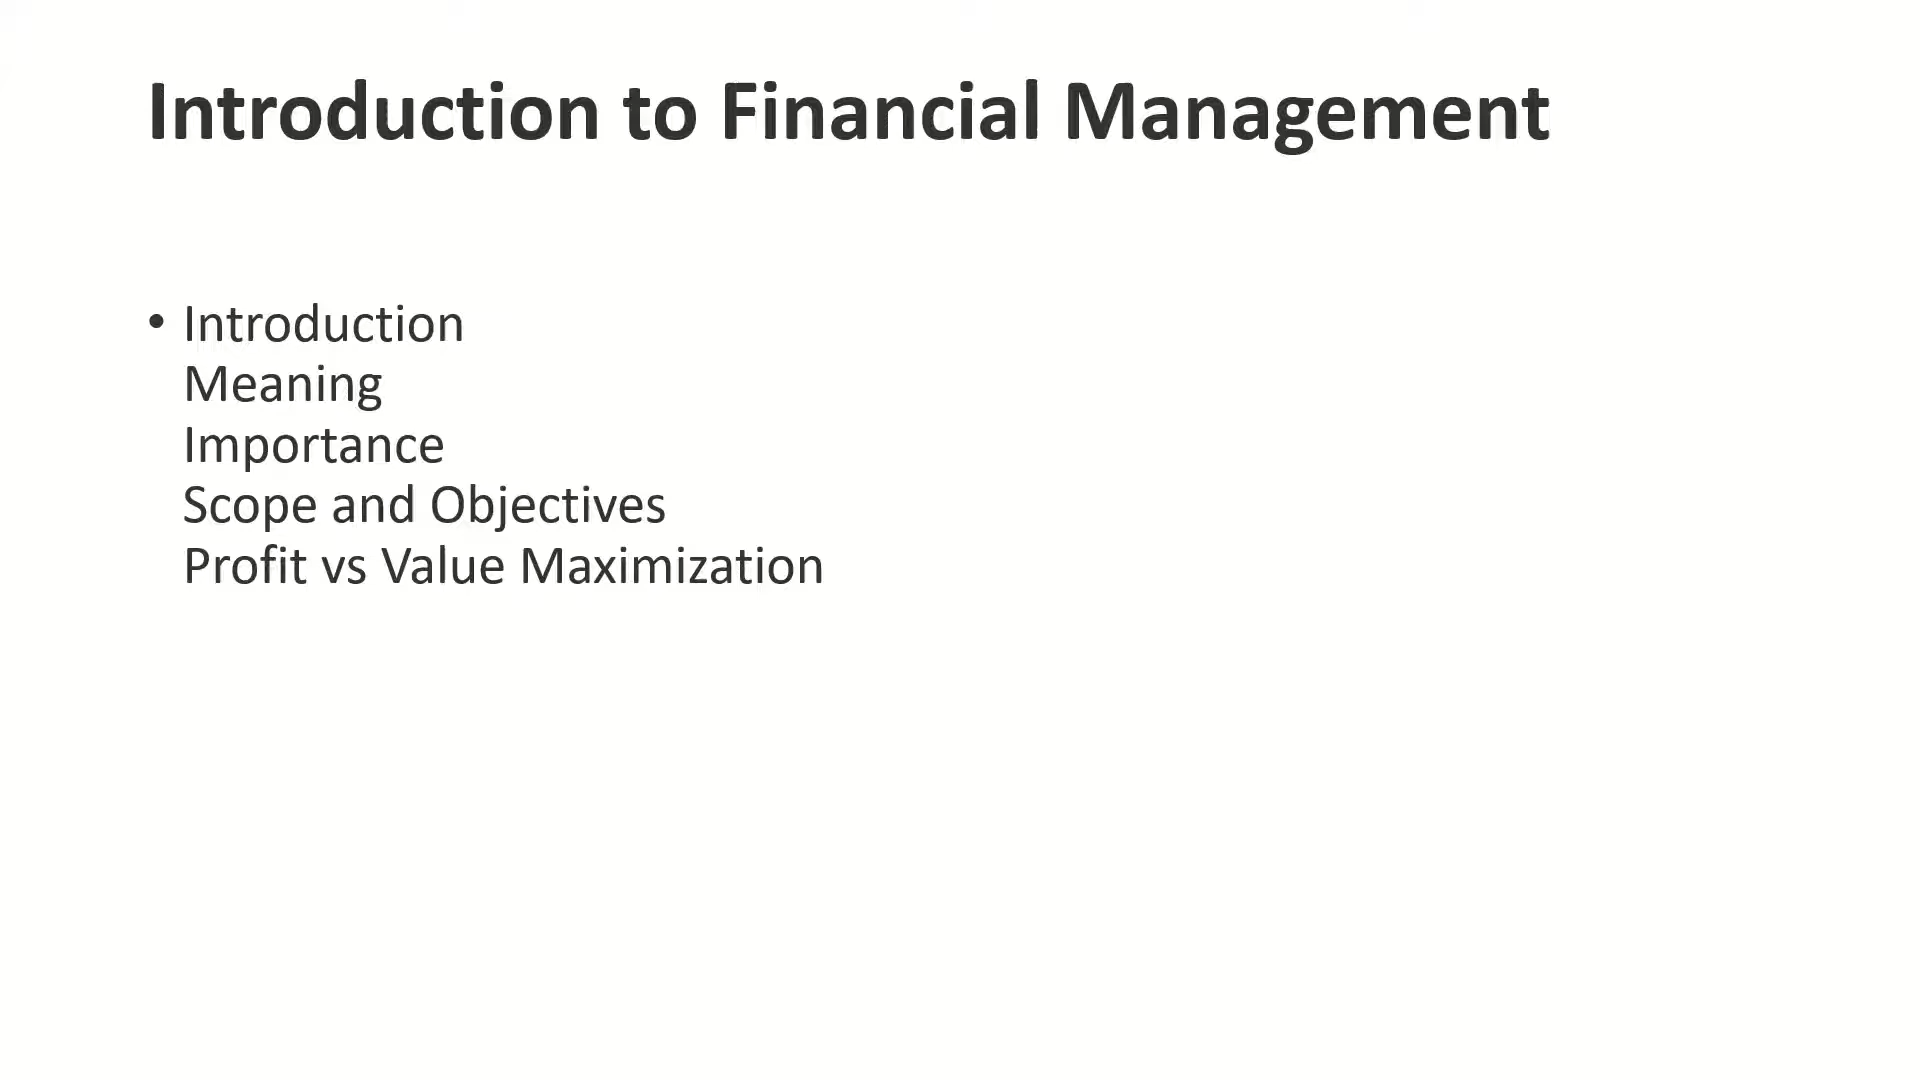 Introduction to Financial Management
• Introduction
Meaning
Importance
Scope and Objectives
Profit vs Value Maximization